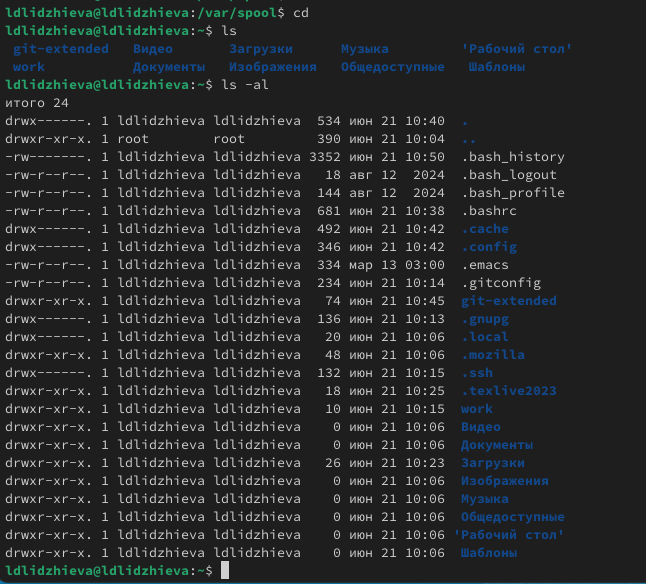 ldlidzhieva@ldlidzhieva:/var/spool$ cd
ldlidzhieva@ldlidzhieva:~$ ls
 git-extended   Видео       Загрузки      Музыка         'Рабочий стол'
 work           Документы   Изображения   Общедоступные   Шаблоны
ldlidzhieva@ldlidzhieva:~$ ls -al
итого 24
drwx------. 1 ldlidzhieva ldlidzhieva  534 июн 21 10:40  .
drwxr-xr-x. 1 root        root         390 июн 21 10:04  ..
-rw-------. 1 ldlidzhieva ldlidzhieva 3352 июн 21 10:50  .bash_history
-rw-r--r--. 1 ldlidzhieva ldlidzhieva   18 авг 12  2024  .bash_logout
-rw-r--r--. 1 ldlidzhieva ldlidzhieva  144 авг 12  2024  .bash_profile
-rw-r--r--. 1 ldlidzhieva ldlidzhieva  681 июн 21 10:38  .bashrc
drwx------. 1 ldlidzhieva ldlidzhieva  492 июн 21 10:42  .cache
drwx------. 1 ldlidzhieva ldlidzhieva  346 июн 21 10:42  .config
-rw-r--r--. 1 ldlidzhieva ldlidzhieva  334 мар 13 03:00  .emacs
-rw-r--r--. 1 ldlidzhieva ldlidzhieva  234 июн 21 10:14  .gitconfig
drwxr-xr-x. 1 ldlidzhieva ldlidzhieva   74 июн 21 10:45  git-extended
drwx------. 1 ldlidzhieva ldlidzhieva  136 июн 21 10:13  .gnupg
drwx------. 1 ldlidzhieva ldlidzhieva   20 июн 21 10:06  .local
drwxr-xr-x. 1 ldlidzhieva ldlidzhieva   48 июн 21 10:06  .mozilla
drwx------. 1 ldlidzhieva ldlidzhieva  132 июн 21 10:15  .ssh
drwxr-xr-x. 1 ldlidzhieva ldlidzhieva   18 июн 21 10:25  .texlive2023
drwxr-xr-x. 1 ldlidzhieva ldlidzhieva   10 июн 21 10:15  work
drwxr-xr-x. 1 ldlidzhieva ldlidzhieva    0 июн 21 10:06  Видео
drwxr-xr-x. 1 ldlidzhieva ldlidzhieva    0 июн 21 10:06  Документы
drwxr-xr-x. 1 ldlidzhieva ldlidzhieva   26 июн 21 10:23  Загрузки
drwxr-xr-x. 1 ldlidzhieva ldlidzhieva    0 июн 21 10:06  Изображения
drwxr-xr-x. 1 ldlidzhieva ldlidzhieva    0 июн 21 10:06  Музыка
drwxr-xr-x. 1 ldlidzhieva ldlidzhieva    0 июн 21 10:06  Общедоступные
drwxr-xr-x. 1 ldlidzhieva ldlidzhieva    0 июн 21 10:06 'Рабочий стол'
drwxr-xr-x. 1 ldlidzhieva ldlidzhieva    0 июн 21 10:06  Шаблоны
ldlidzhieva@ldlidzhieva:~$